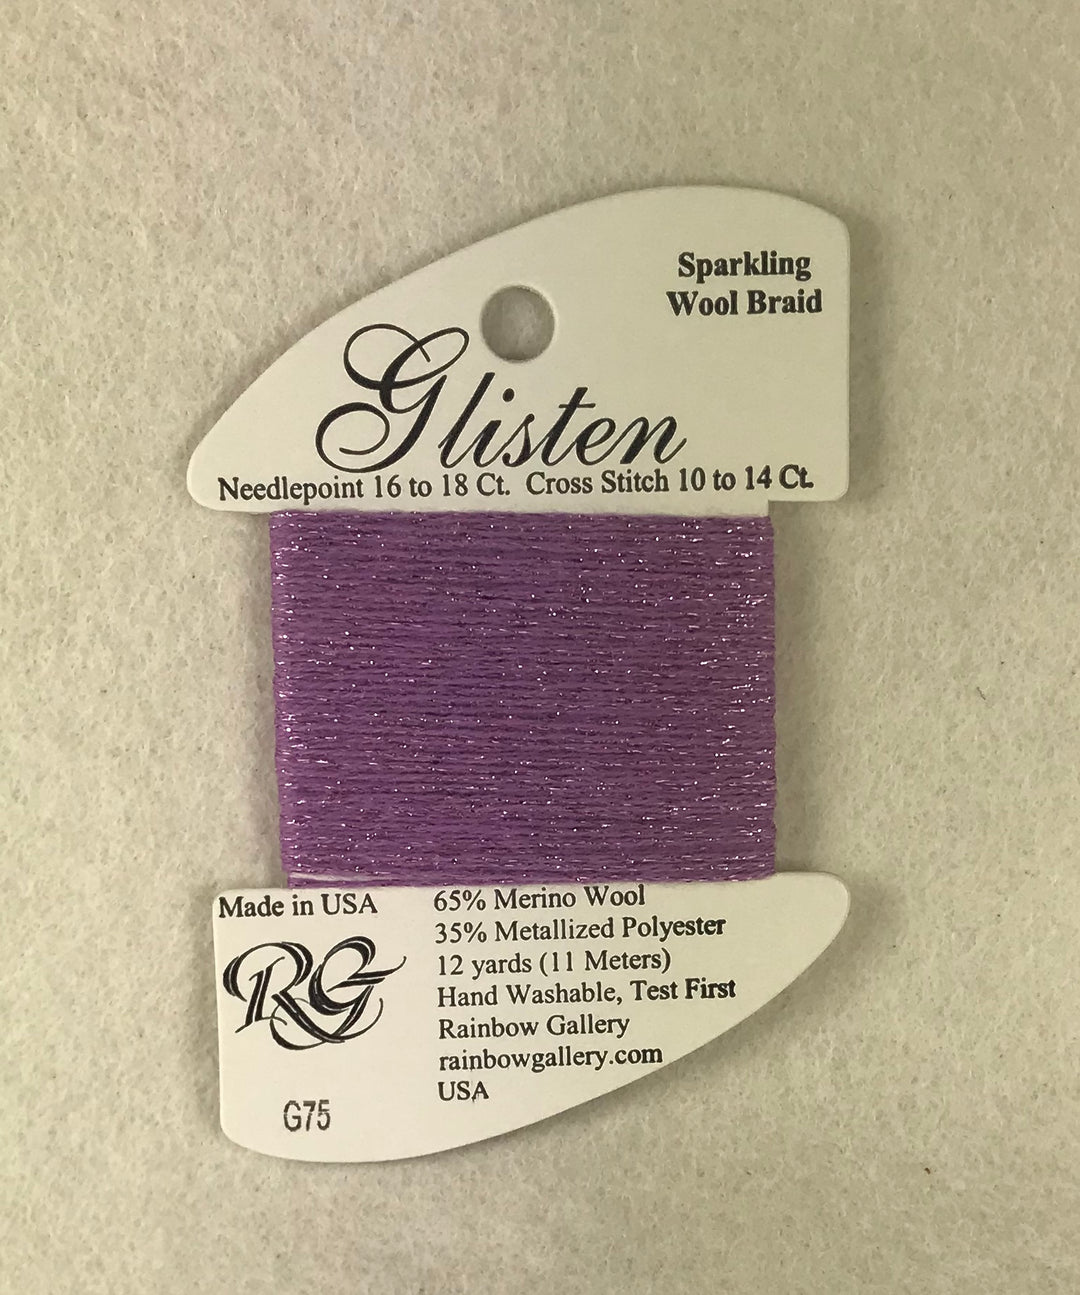 Sparkling
Wool Braid
Glisten
Needlepoint 16 to 18 Ct. Cross Stitch 10 to 14 Ct.
Made in USA
RG
G75
65% Merino Wool
35% Metallized Polyester
12 yards (11 Meters)
Hand Washable, Test First
Rainbow Gallery
rainbowgallery.com
USA